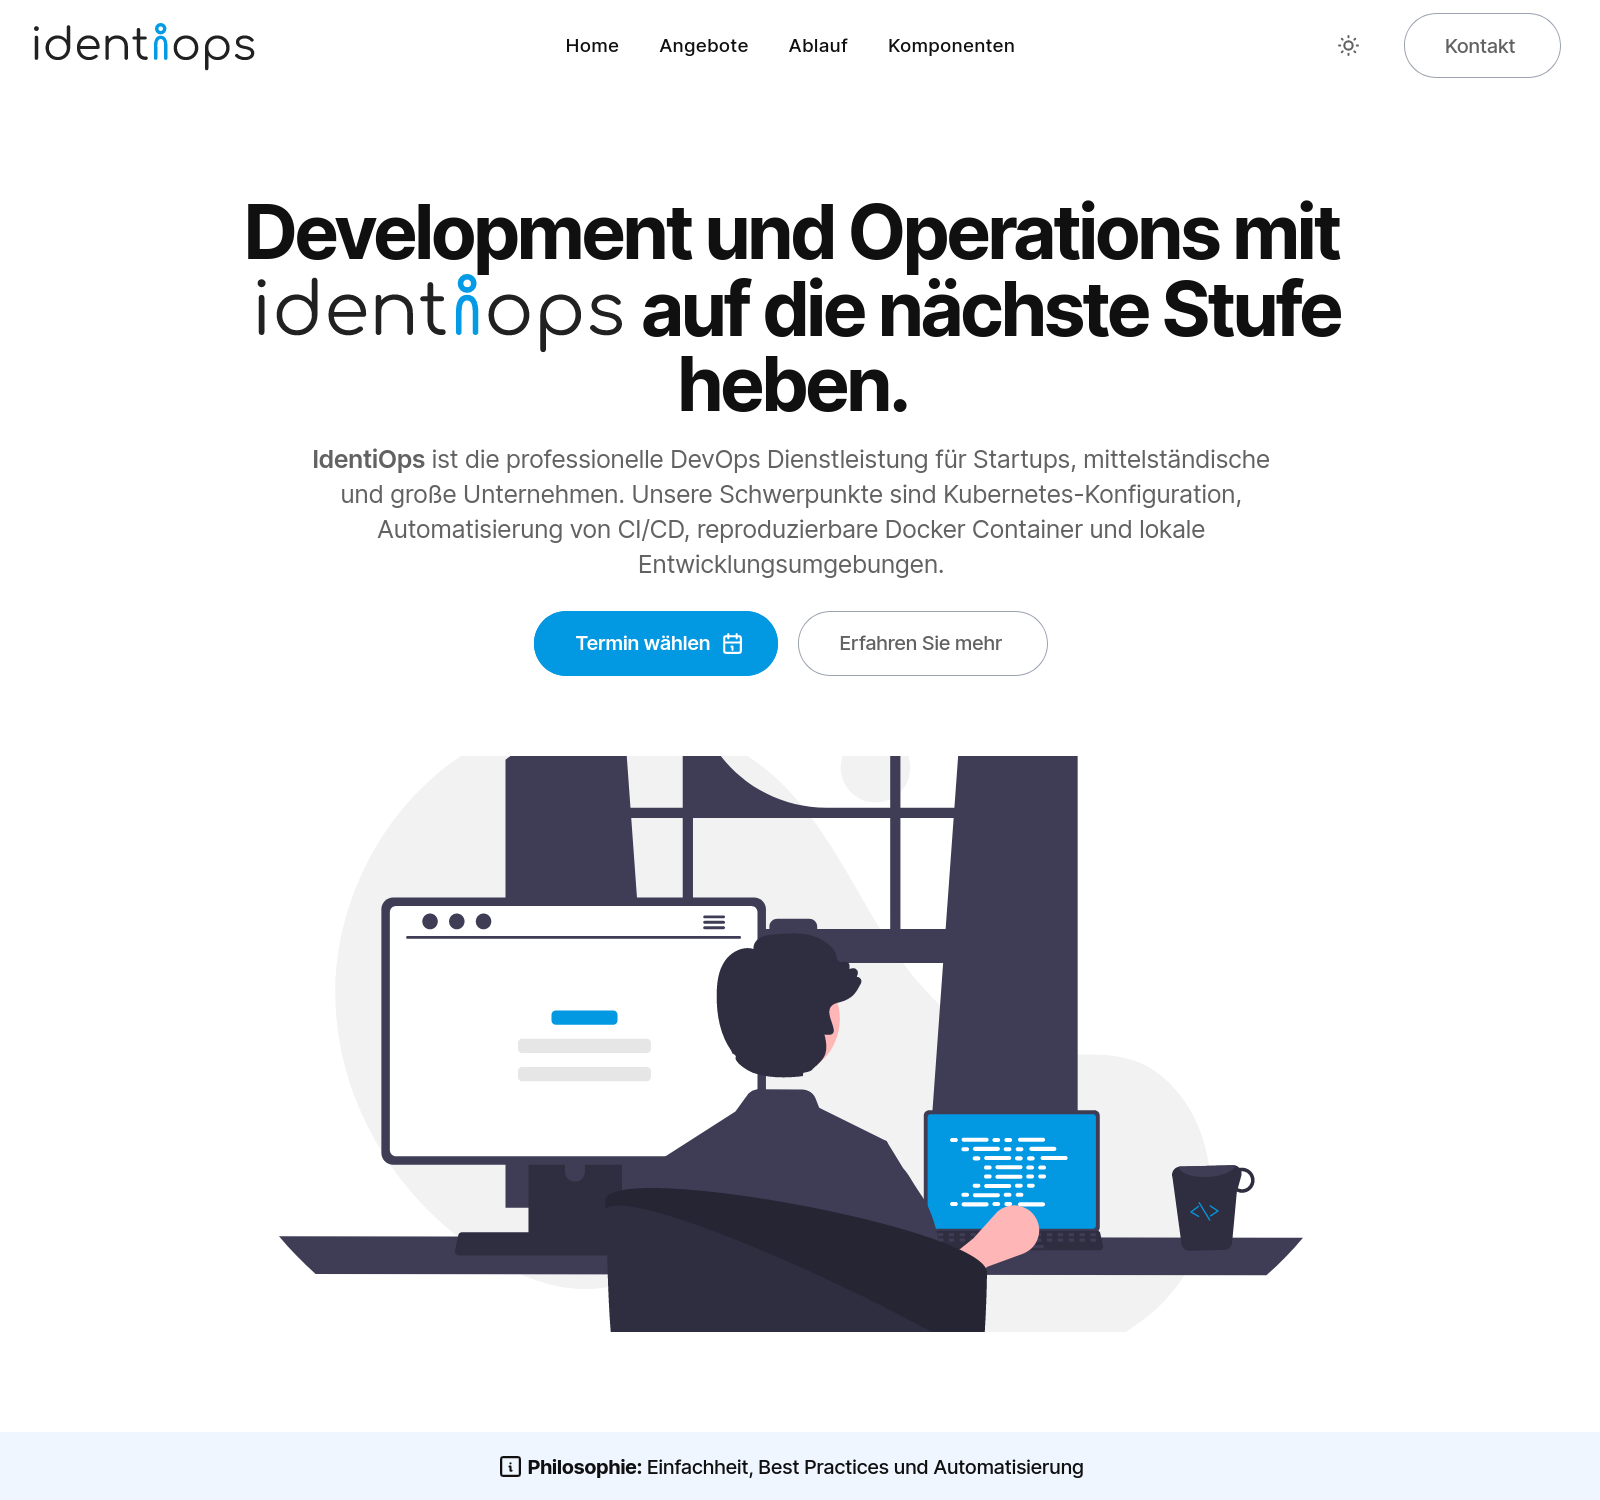 identiops
Home Angebote Ablauf Komponenten
Kontakt
Development und Operations mit
identiops auf die nächste Stufe
heben.
IdentiOps ist die professionelle DevOps Dienstleistung für Startups, mittelständische
und große Unternehmen. Unsere Schwerpunkte sind Kubernetes-Konfiguration,
Automatisierung von CI/CD, reproduzierbare Docker Container und lokale
Entwicklungsumgebungen.
Termin wählen
Erfahren Sie mehr
</>
Philosophie: Einfachheit, Best Practices und Automatisierung